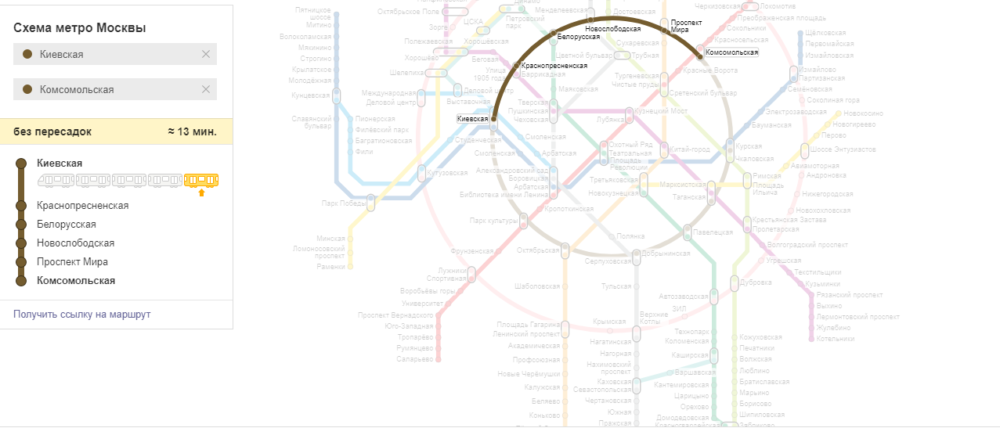 Схема метро Москвы
Киевская
Комсомольская
без пересадок
≈ 13 мин.
Киевская
Краснопресненская
Белорусская
Новослободская
Проспект Мира
Комсомольская
Получить ссылку на маршрут
Пятницкое
шоссе
Митино
Волоколамская
Мякинино
Строгино
Крылатское
Молодёжная
Кунцевская
Славянский
бульвар
Пионерская
Филёвский парк
Багратионовская
Фили
Парк Победы
Минская
Ломоносовский
проспект
Раменки
Октябрьское Поле
ЦСКА
Зорге
Полежаевская
Хорошёвская
Хорошёво
Шелепиха
Беговая
Улица
1905 года
Международная
Деловой центр
Деловой центр
Выставочная
Студенческая
Кутузовская
Киевская
Краснопресненская
Баррикадная
Динамо
Петровский
парк
Белорусская
Менделеевская
Новослободская
Достоевская
Проспект
Мира
Комсомольская
Сухаревская
Цветной бульвар
Трубная
Маяковская
Тверская
Пушкинская
Чеховская
Тургеневская
Чистые пруды
Сретенский бульвар
Кузнецкий Мост
Лубянка
Китай-город
Охотный Ряд
Театральная
Площадь
Революции
Смоленская
Смоленская
Арбатская
Александровский сад
Боровицкая
Арбатская
Библиотека имени Ленина
Кропоткинская
Парк культуры
Третьяковская
Новокузнецкая
Полянка
Октябрьская
Добрынинская
Серпуховская
Павелецкая
Марксистская
Таганская
Курская
Чкаловская
Римская
Площадь
Ильича
Крестьянская Застава
Пролетарская
Волгоградский проспект
Угрешская
Текстильщики
Кузьминки
Рязанский проспект
Выхино
Лермонтовский проспект
Жулебино
Котельники
Черкизовская
Локомотив
Преображенская площадь
Сокольники
Красносельская
Красные Ворота
Щёлковская
Первомайская
Измайловская
Измайлово
Партизанская
Семёновская
Соколиная гора
Электрозаводская
Бауманская
Новокосино
Новогиреево
Перово
Шоссе Энтузиастов
Авиамоторная
Андроновка
Нижегородская
Новохохловская
Фрунзенская
Лужники
Спортивная
Воробьёвы горы
Университет
Проспект Вернадского
Юго-Западная
Тропарёво
Румянцево
Саларьево
Шаболовская
Площадь Гагарина
Ленинский проспект
Академическая
Профсоюзная
Новые Черёмушки
Калужская
Беляево
Коньково
Тульская
Крымская
Верхние
Котлы
Нагатинская
Нагорная
Нахимовский
проспект
Каховская
Севастопольская
Чертановская
Южная
Пражская
Автозаводская
ЗИЛ
Технопарк
Коломенская
Каширская
Варшавская
Кантемировская
Царицыно
Орехово
Домодедовская
Красногвардейская
Дубровка
Кожуховская
Печатники
Волжская
Люблино
Братиславская
Марьино
Борисово
Шипиловская
Зябликово